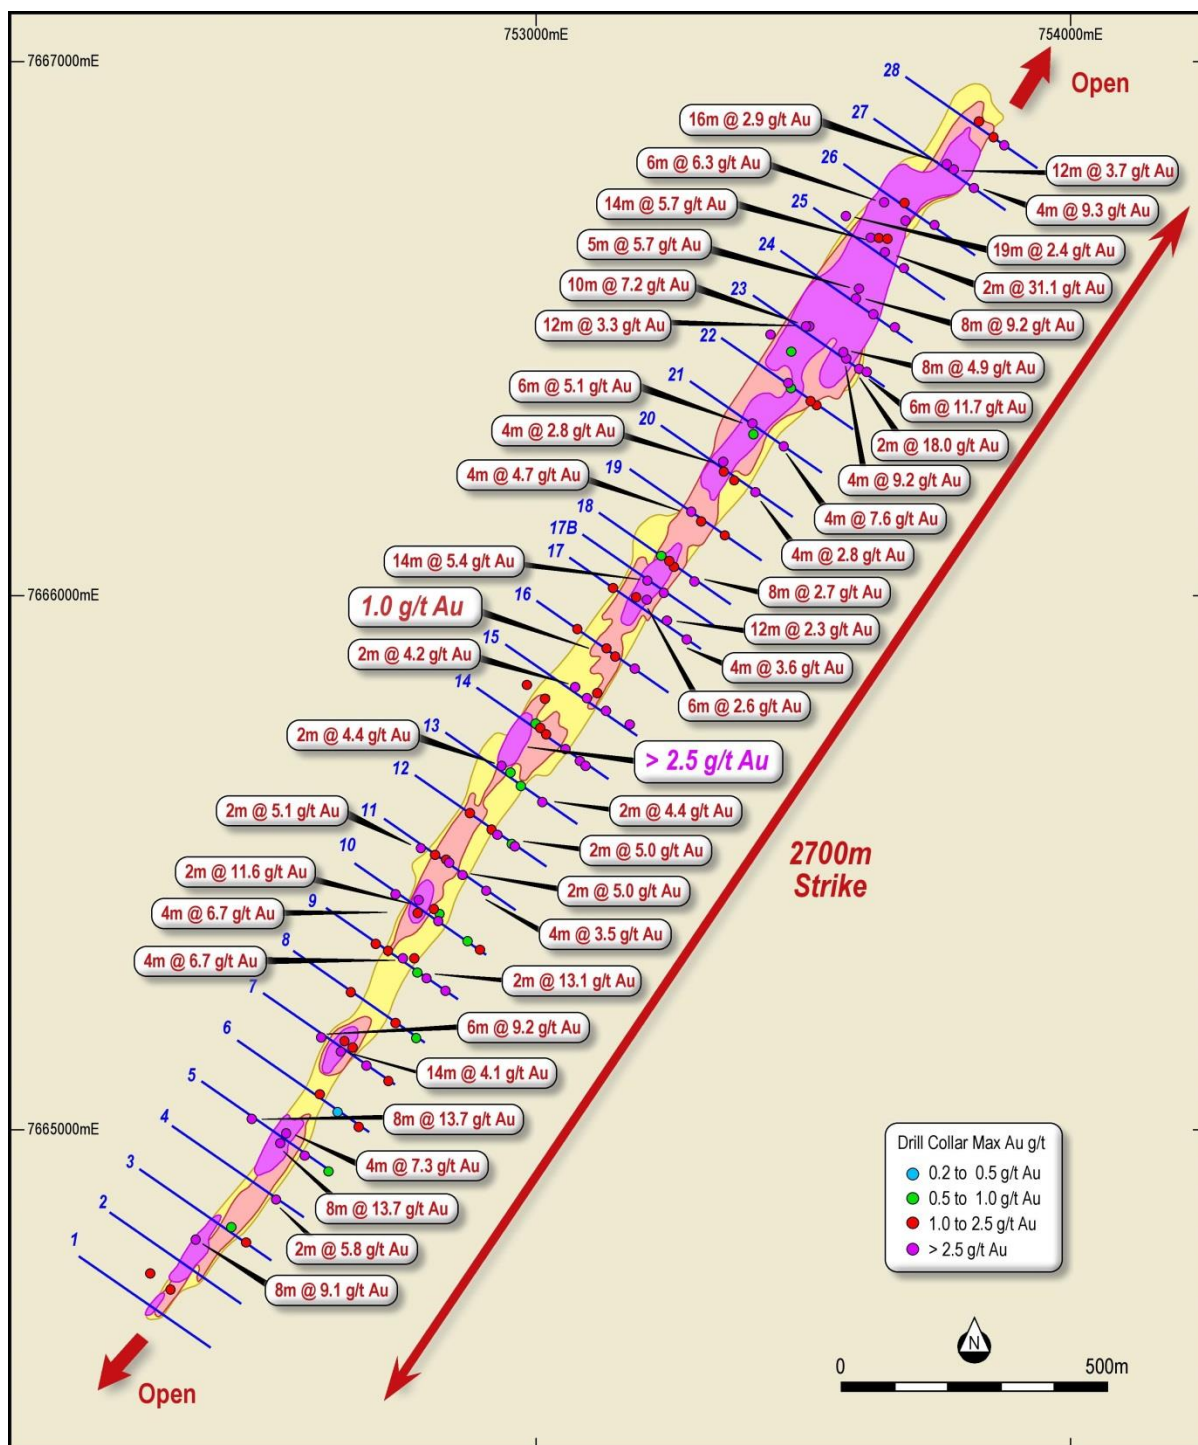 753000mE
754000mE
7667000mE
28
Open
27
16m @ 2.9 g/t Au
26
6m @ 6.3 g/t Au
12m @ 3.7 g/t Au
25
14m @ 5.7 g/t Au
4m @ 9.3 g/t Au
5m @ 5.7 g/t Au
19m @ 2.4 g/t Au
24
10m @ 7.2 g/t Au
2m @ 31.1 g/t Au
23
12m @ 3.3 g/t Au
8m @ 9.2 g/t Au
22
8m @ 4.9 g/t Au
6m @ 5.1 g/t Au
21
6m @ 11.7 g/t Au
4m @ 2.8 g/t Au
20
2m @ 18.0 g/t Au
4m @ 4.7 g/t Au
19
4m @ 9.2 g/t Au
18
4m @ 7.6 g/t Au
17B
4m @ 2.8 g/t Au
14m @ 5.4 g/t Au
17
8m @ 2.7 g/t Au
7666000mE
1.0 g/t Au
16
12m @ 2.3 g/t Au
2m @ 4.2 g/t Au
15
4m @ 3.6 g/t Au
14
6m @ 2.6 g/t Au
2m @ 4.4 g/t Au
13
> 2.5 g/t Au
2m @ 5.1 g/t Au
12
2m @ 4.4 g/t Au
11
2m @ 5.0 g/t Au
2700m
Strike
2m @ 11.6 g/t Au
10
2m @ 5.0 g/t Au
4m @ 6.7 g/t Au
9
4m @ 3.5 g/t Au
4m @ 6.7 g/t Au
8
2m @ 13.1 g/t Au
7
6m @ 9.2 g/t Au
6
14m @ 4.1 g/t Au
5
8m @ 13.7 g/t Au
7665000mE
4
4m @ 7.3 g/t Au
3
8m @ 13.7 g/t Au
2
2m @ 5.8 g/t Au
1
8m @ 9.1 g/t Au
Open
Drill Collar Max Au g/t
0.2 to 0.5 g/t Au
0.5 to 1.0 g/t Au
1.0 to 2.5 g/t Au
> 2.5 g/t Au
N
0 500m